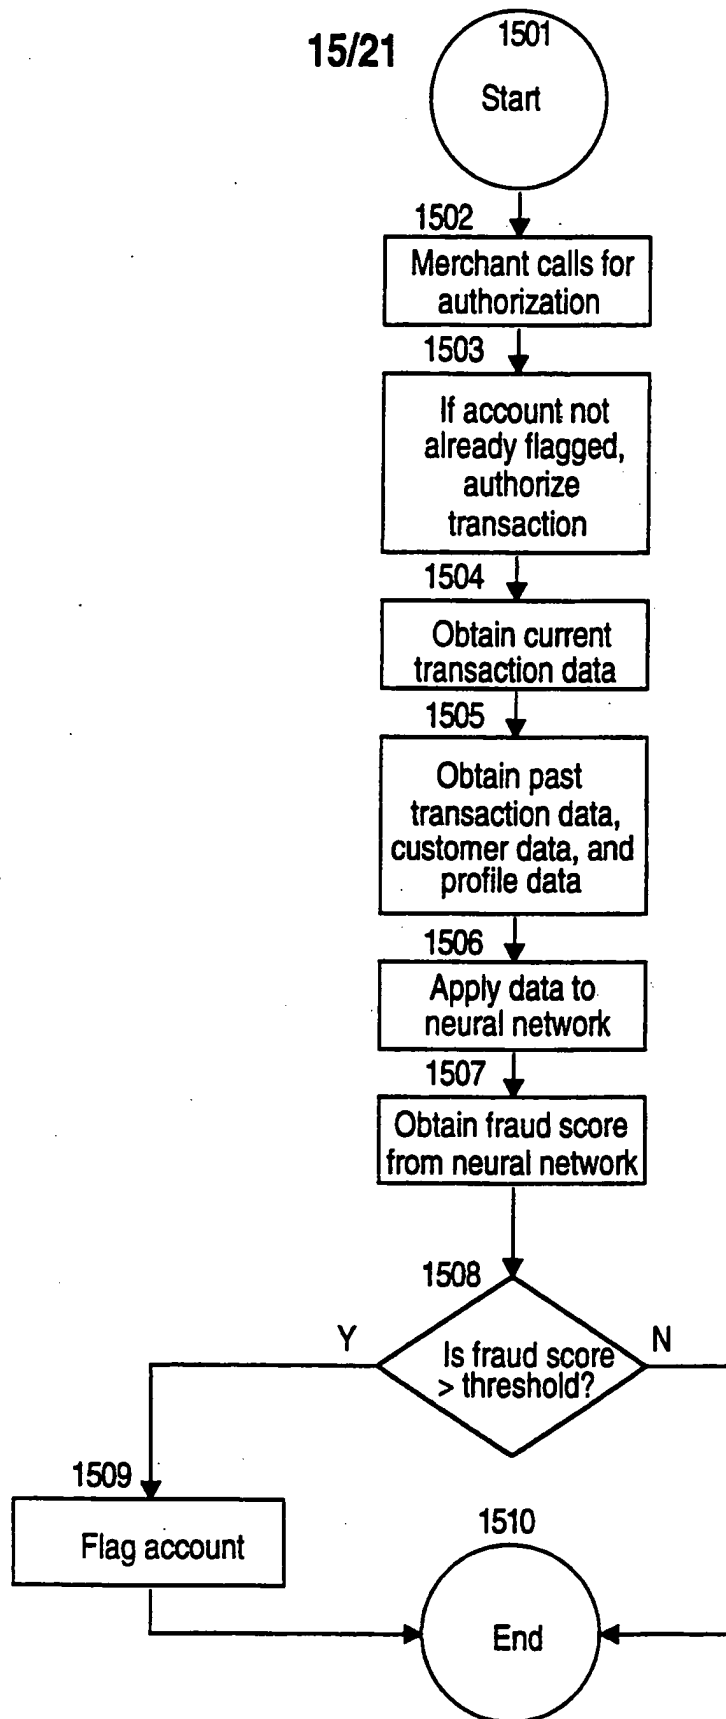 15/21
1501
Start
1502
Merchant calls for
authorization
1503
If account not
already flagged,
authorize
transaction
1504
Obtain current
transaction data
1505
Obtain past
transaction data,
customer data, and
profile data
1506
Apply data to
neural network
1507
Obtain fraud score
from neural network
1508
Y
N
Is fraud score
> threshold?
1509
Flag account
1510
End